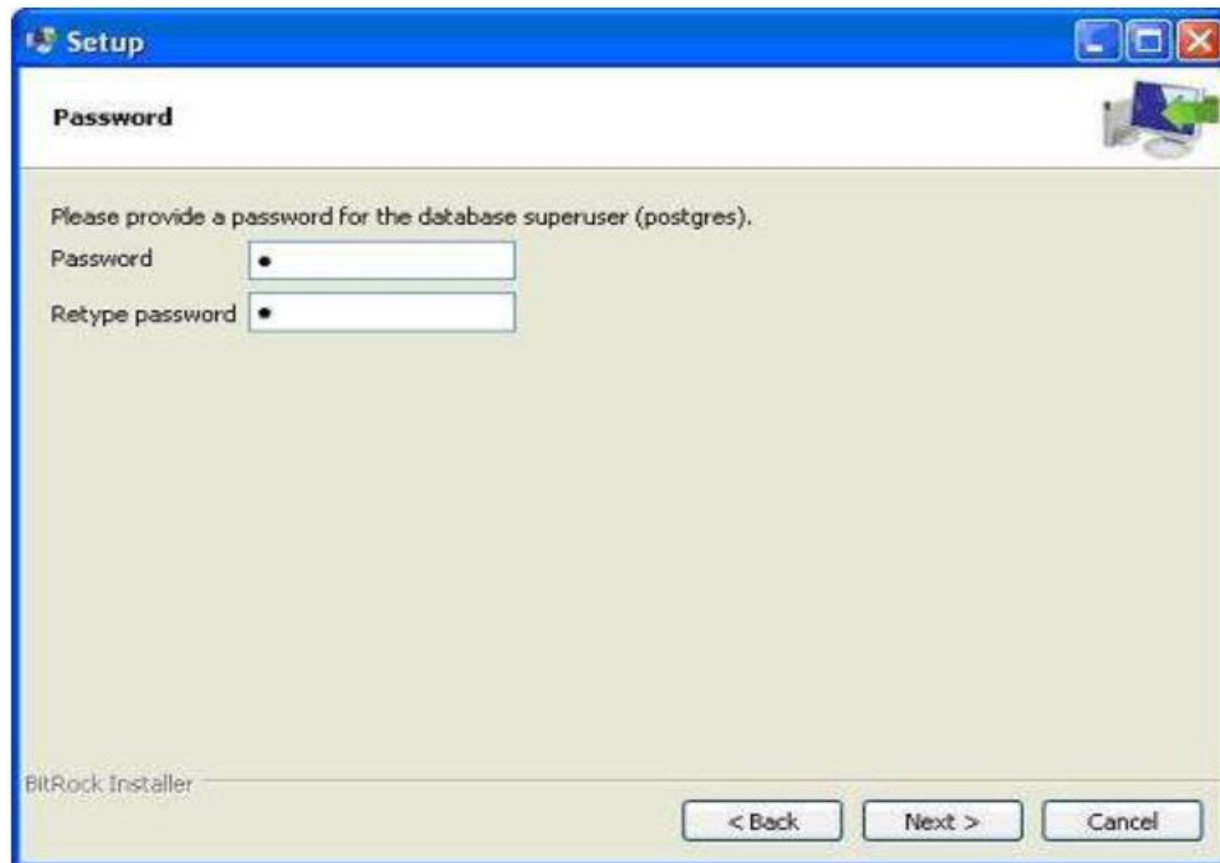 Setup
Password
Please provide a password for the database superuser (postgres).
Password •
Retype password •
BitRock Installer
< Back Next > Cancel